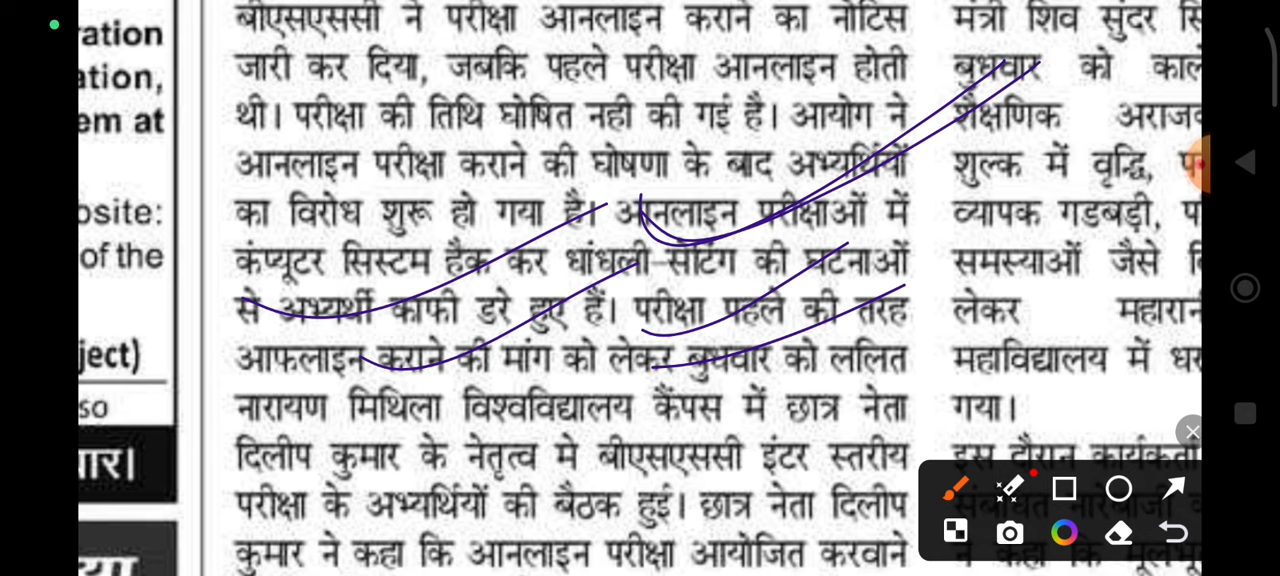 ration
ation,
em at
osite:
of the
ject)
so
बीएसएससी ने परीक्षा आनलाइन कराने का नोटिस
जारी कर दिया, जबकि पहले परीक्षा आनलाइन होती
थी। परीक्षा की तिथि घोषित नही की गई है। आयोग ने
आनलाइन परीक्षा कराने की घोषणा के बाद अभ्यर्थियों
का विरोध शुरू हो गया है। आनलाइन परीक्षाओं में
कंप्यूटर सिस्टम हैक कर धांधली-सेटिंग की घटनाओं
से अभ्यर्थी काफी डरे हुए हैं। परीक्षा पहले की तरह
आफलाइन कराने की मांग को लेकर बुधवार को ललित
नारायण मिथिला विश्वविद्यालय कैंपस में छात्र नेता
दिलीप कुमार के नेतृत्व मे बीएसएससी इंटर स्तरीय
परीक्षा के अभ्यर्थियों की बैठक हुई। छात्र नेता दिलीप
कुमार ने कहा कि आनलाइन परीक्षा आयोजित करवाने
मंत्री शिव सुंदर
बुधवार को
शैक्षणिक
शुल्क में वृद्धि,
व्यापक गडबड़ी,
समस्याओं जैसे
लेकर
महाविद्यालय में
गया।
इस दौरान कार्यकर्ता